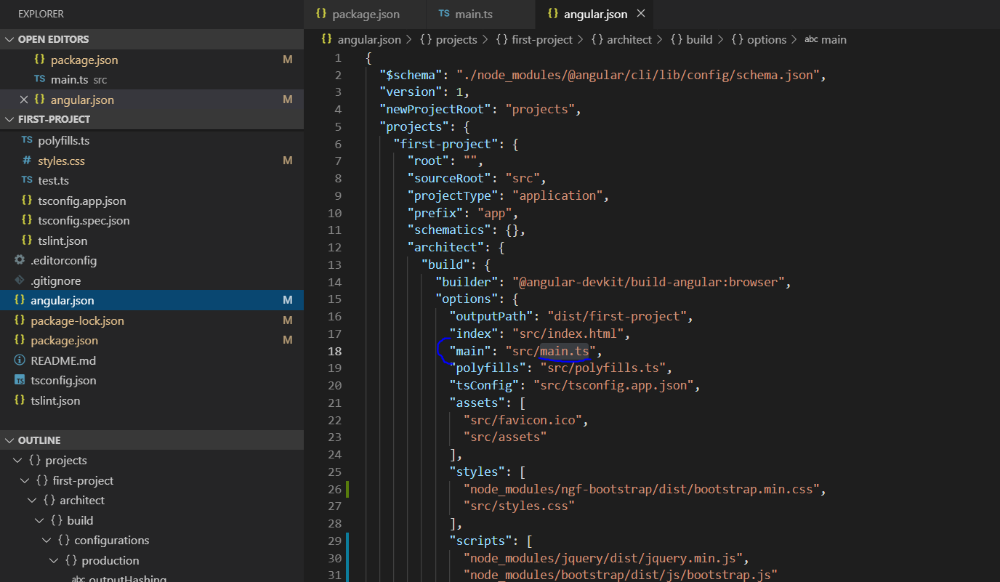 EXPLORER
OPEN EDITORS
{} package.json M
TS main.ts src
{} angular.json M
FIRST-PROJECT
TS polyfills.ts
# styles.css M
TS test.ts
{} tsconfig.app.json
{} tsconfig.spec.json
{} tslint.json
.editorconfig
.gitignore
{} angular.json M
{} package-lock.json M
{} package.json M
README.md
TS tsconfig.json
{} tslint.json
OUTLINE
{} projects
{} first-project
{} architect
{} build
{} configurations
{} production
abc outputHashing
{} package.json TS main.ts {} angular.json
{} angular.json > {} projects > {} first-project > {} architect > {} build > {} options > abc main
1 {
2 "$schema": "./node_modules/@angular/cli/lib/config/schema.json",
3 "version": 1,
4 "newProjectRoot": "projects",
5 "projects": {
6 "first-project": {
7 "root": "",
8 "sourceRoot": "src",
9 "projectType": "application",
10 "prefix": "app",
11 "schematics": {},
12 "architect": {
13 "build": {
14 "builder": "@angular-devkit/build-angular:browser",
15 "options": {
16 "outputPath": "dist/first-project",
17 "index": "src/index.html",
18 "main": "src/main.ts",
19 "polyfills": "src/polyfills.ts",
20 "tsConfig": "src/tsconfig.app.json",
21 "assets": [
22 "src/favicon.ico",
23 "src/assets"
24 ],
25 "styles": [
26 "node_modules/ngf-bootstrap/dist/bootstrap.min.css",
27 "src/styles.css"
28 ],
29 "scripts": [
30 "node_modules/jquery/dist/jquery.min.js",
31 "node_modules/bootstrap/dist/js/bootstrap.js"